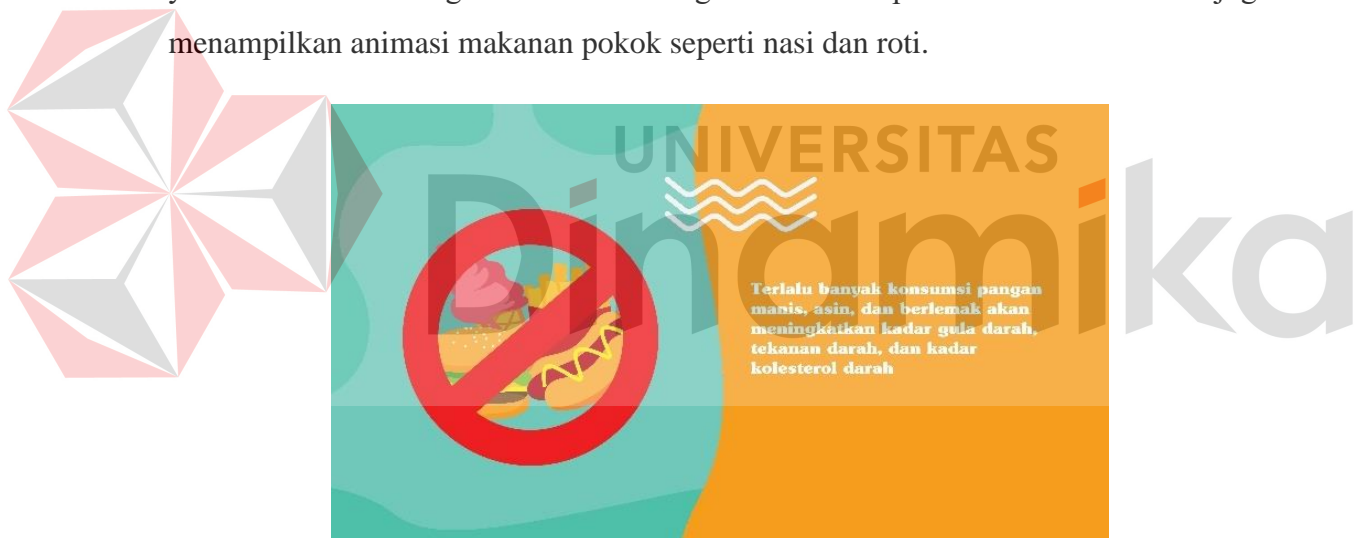 menampilkan animasi makanan pokok seperti nasi dan roti.
UNIVERSITAS
Dinamika
Terlalu banyak konsumsi pangan
manis, asin, dan berlemak akan
meningkatkan kadar gula darah,
tekanan darah, dan kadar
kolesterol darah